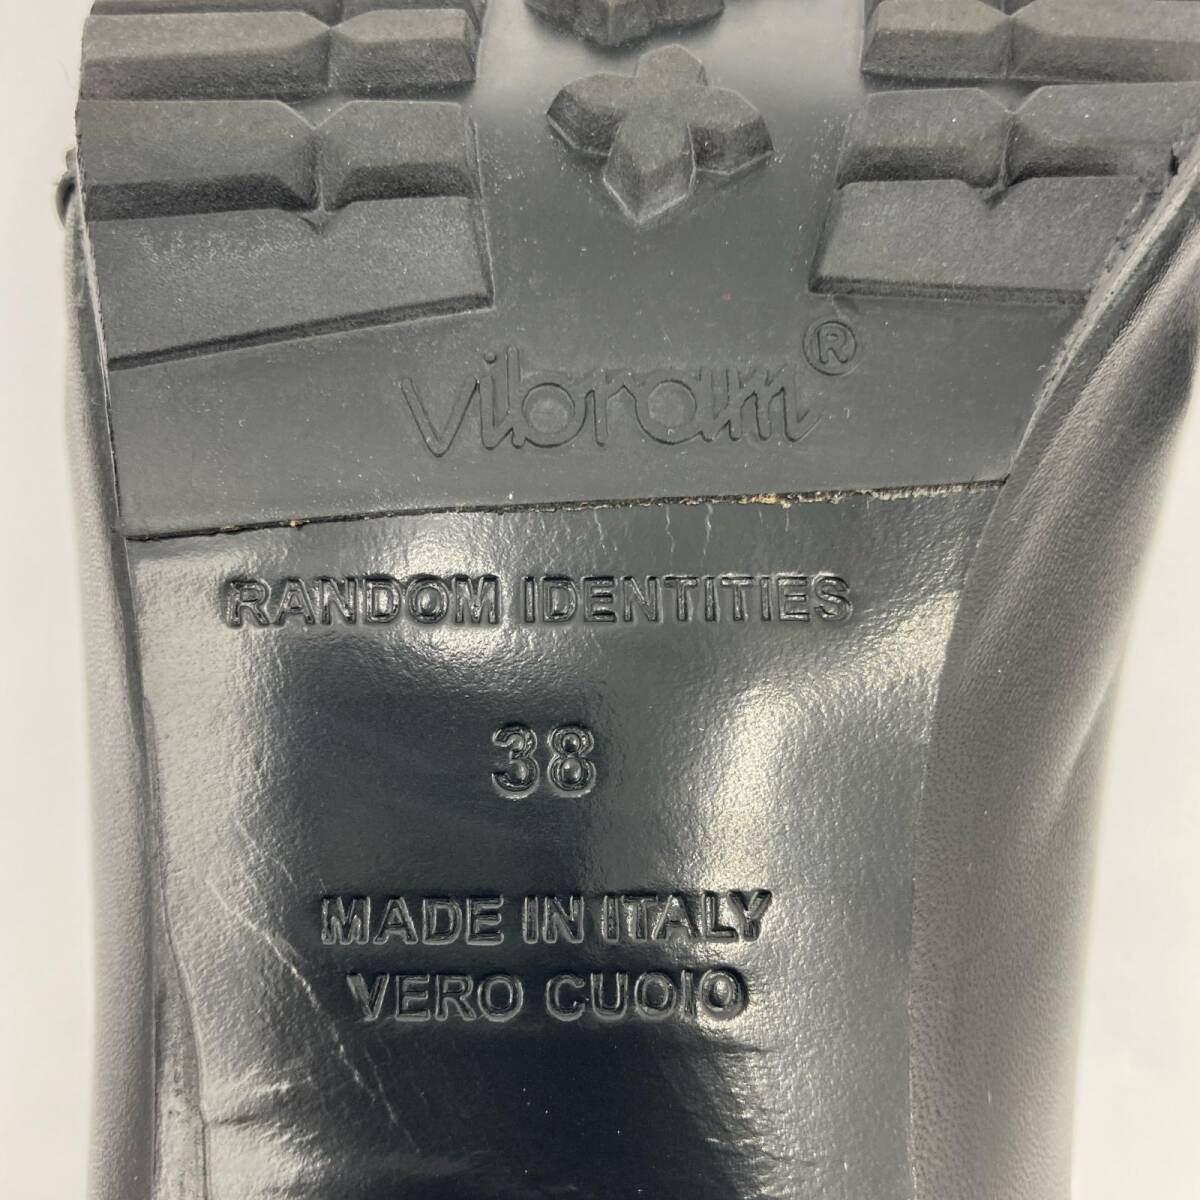 vibram®
RANDOM IDENTITIES
38
MADE IN ITALY
VERO CUOIO